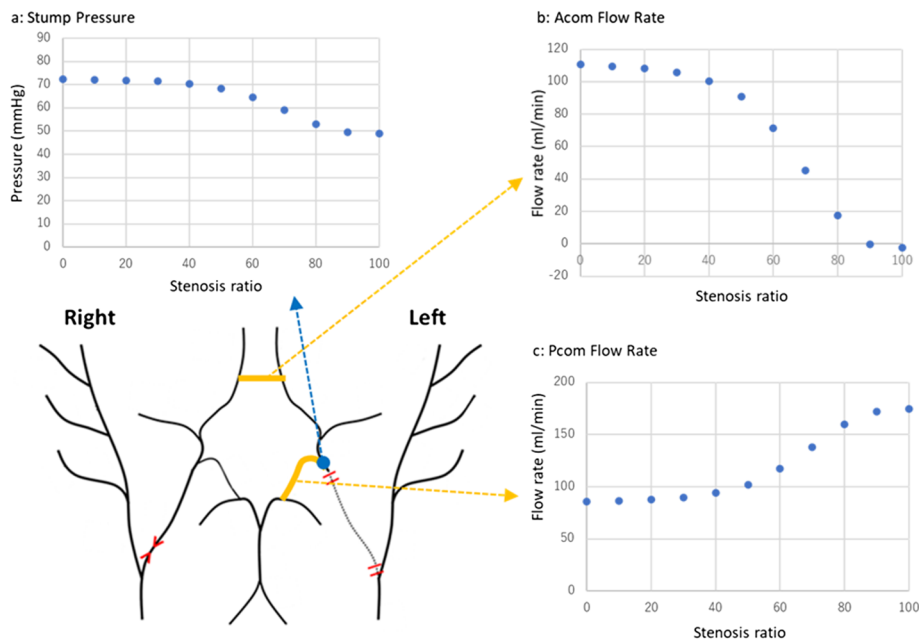 a: Stump Pressure
90
80
70
60
50
40
30
20
10
0
Pressure (mmHg)
0 20 40 60 80 100
Stenosis ratio
b: Acom Flow Rate
120
100
80
60
40
20
0
-20
Flow rate (ml/min)
0 20 40 60 80 100
Stenosis ratio
Right
Left
c: Pcom Flow Rate
200
150
100
50
0
Flow rate (ml/min)
0 20 40 60 80 100
Stenosis ratio